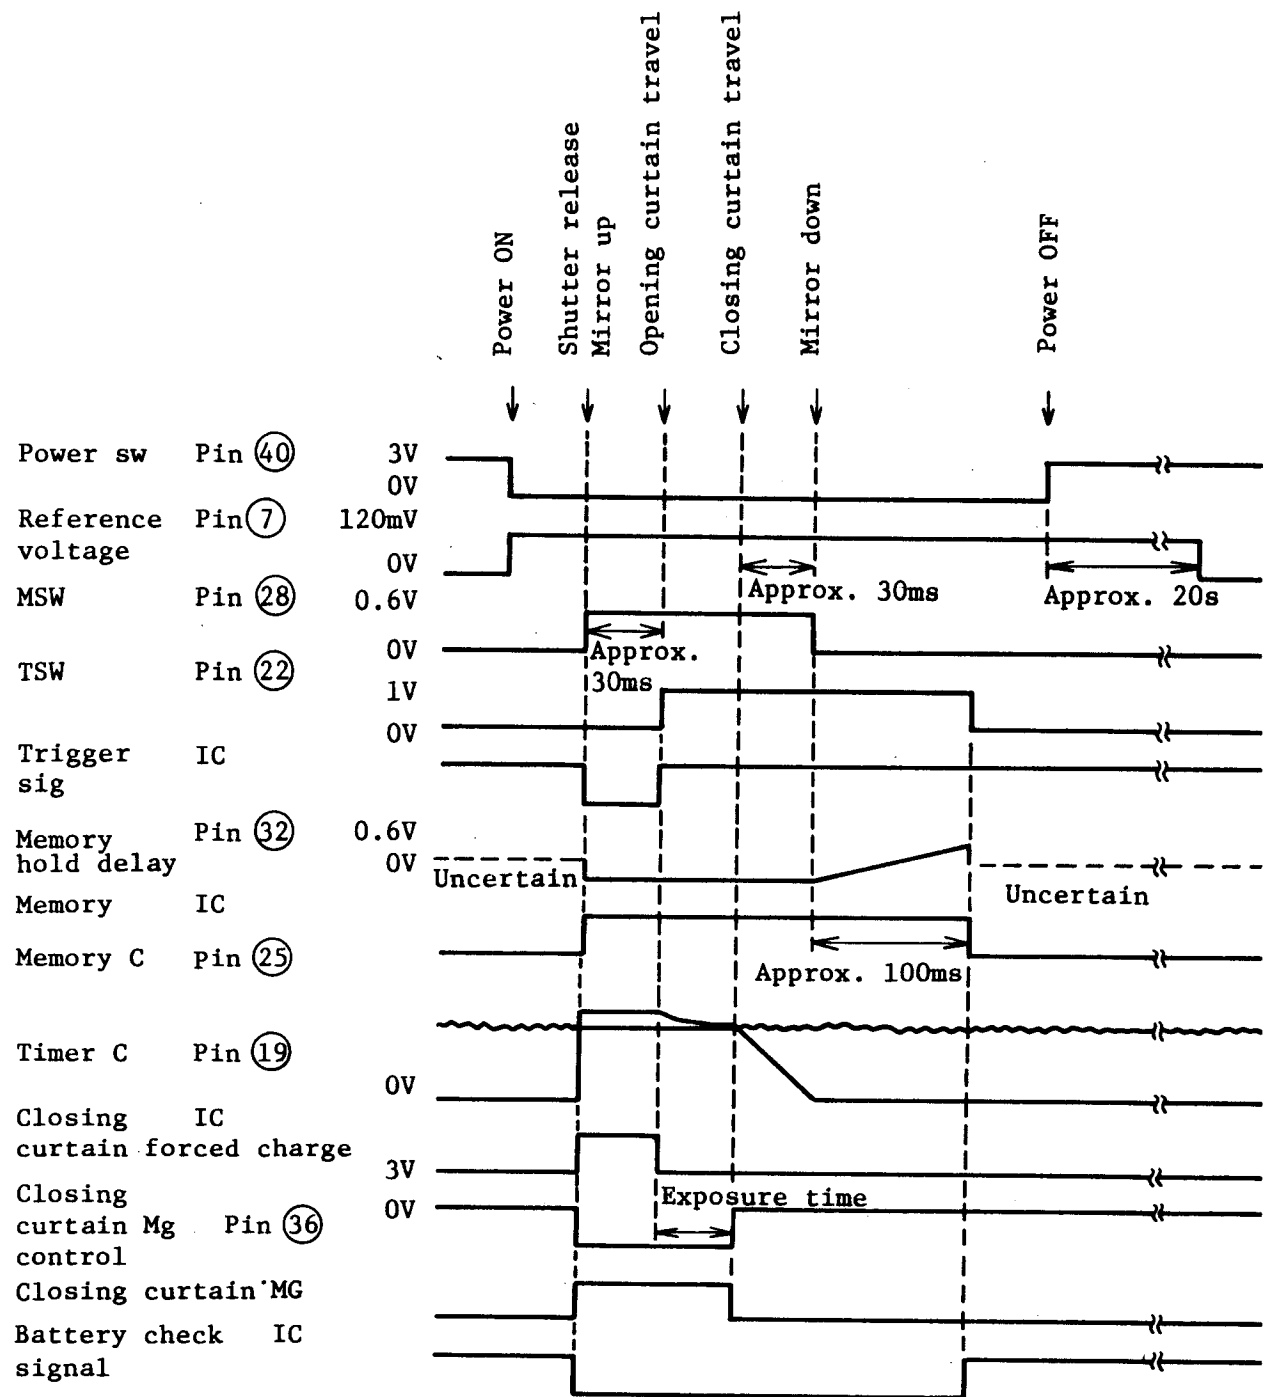 Power ON
Shutter release
Mirror up
Opening curtain travel
Closing curtain travel
Mirror down
Power OFF
Power sw Pin 40 3V
0V
Reference Pin 7 120mV
voltage
0V
Approx. 30ms
Approx. 20s
MSW Pin 28 0.6V
0V
Approx.
30ms
TSW Pin 22
1V
0V
Trigger IC
sig
Memory Pin 32 0.6V
hold delay 0V
Uncertain
Uncertain
Memory IC
Memory C pin 25
Approx. 100ms
Timer C Pin 19
0V
Closing IC
curtain forced charge
3V
Closing
curtain Mg Pin 36
control
0V
Exposure time
Closing curtain MG
Battery check IC
signal